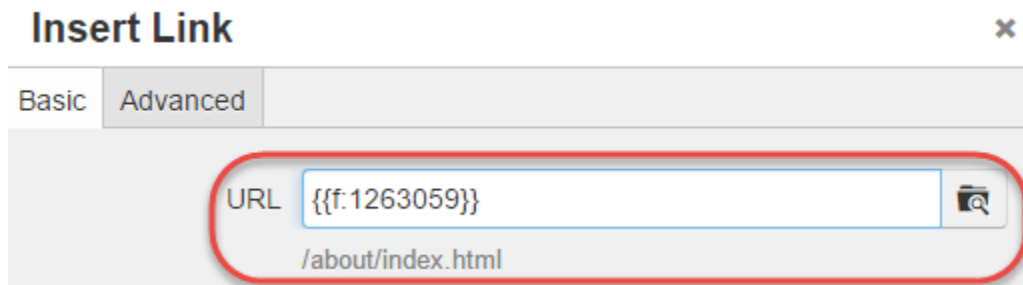 Insert Link
Basic Advanced
URL {{f:1263059}}
/about/index.html